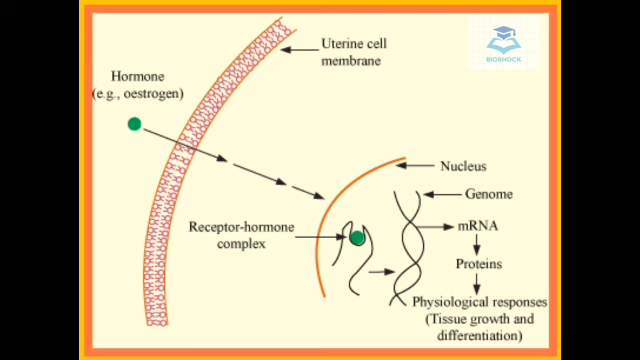 BIOSHOCK
Uterine cell
membrane
Hormone
(e.g., oestrogen)
Nucleus
Genome
Receptor-hormone
complex
mRNA
Proteins
Physiological responses
(Tissue growth and
differentiation)